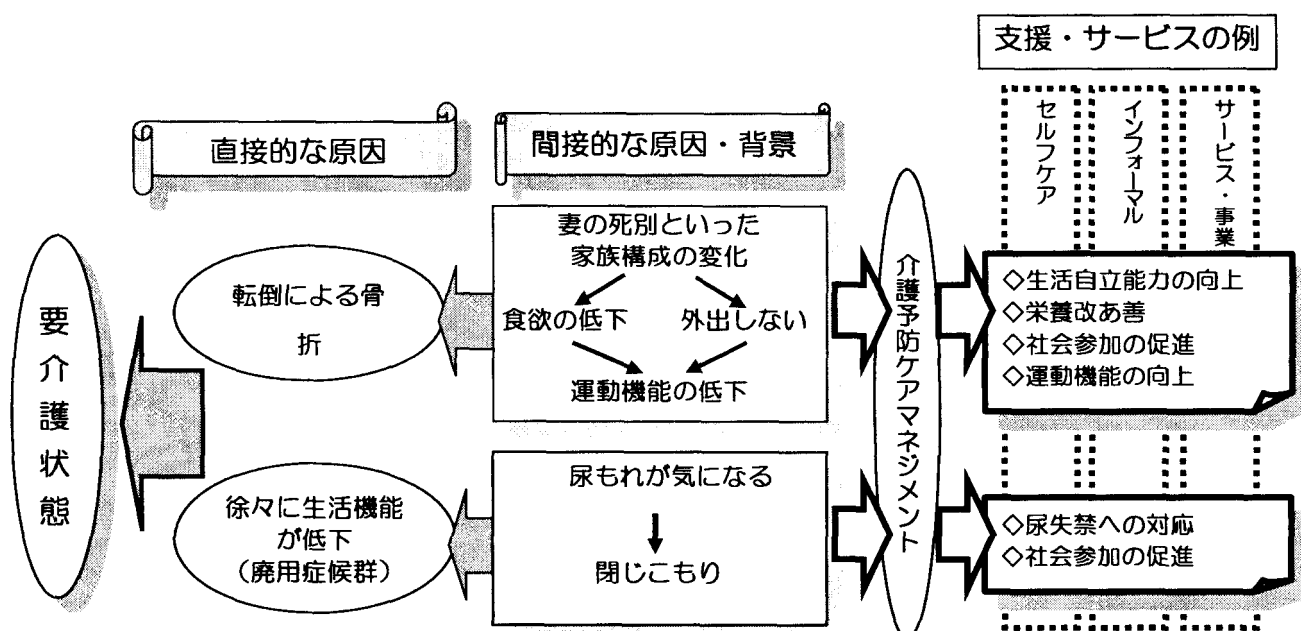 支援・サービスの例
セルフケア
インフォーマル
サービス・事業
直接的な原因
間接的な原因・背景
要介護状態
転倒による骨
折
妻の死別といった
家族構成の変化
食欲の低下 外出しない
運動機能の低下
介護予防ケアマネジメント
◇生活自立能力の向上
◇栄養改あ善
◇社会参加の促進
◇運動機能の向上
徐々に生活機能
が低下
(廃用症候群)
尿もれが気になる
閉じこもり
◇尿失禁への対応
◇社会参加の促進